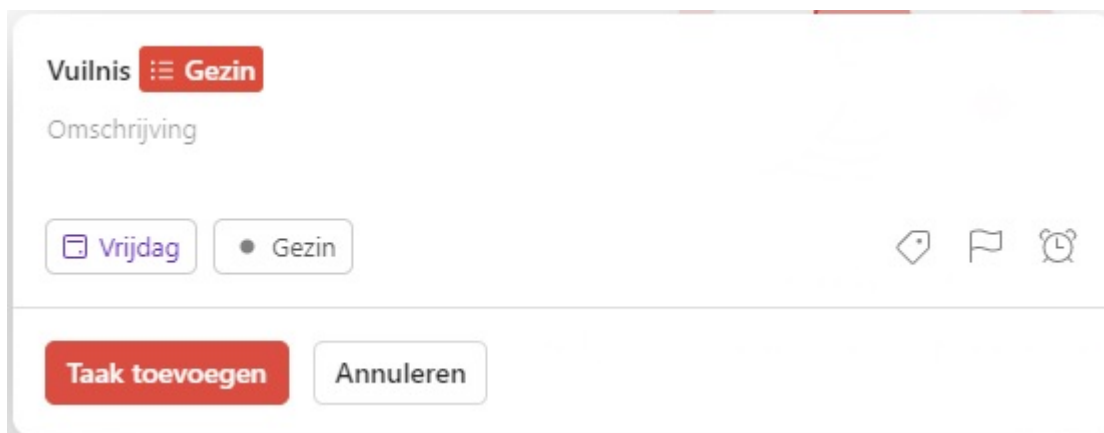 Vuilnis Gezin
Omschrijving
Vrijdag Gezin
Taak toevoegen Annuleren